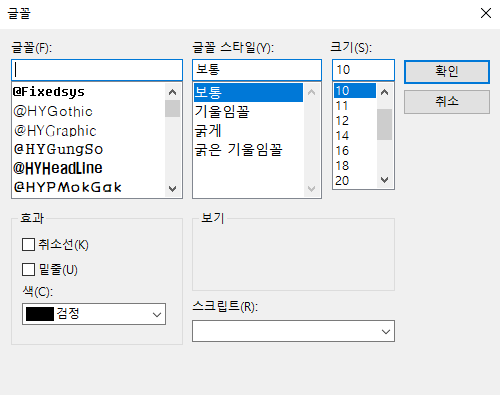 글꼴
글꼴(F):
@Fixedsys
@HYGothic
@HYGraphic
@HYGungSo
@HYHeadLine
@HYPMokGak
글꼴 스타일(Y):
보통
보통
기울임꼴
굵게
굵은 기울임꼴
크기(S):
10
10
11
12
14
16
18
20
확인
취소
효과
취소선(K)
밑줄(U)
색(C):
검정
보기
스크립트(R):